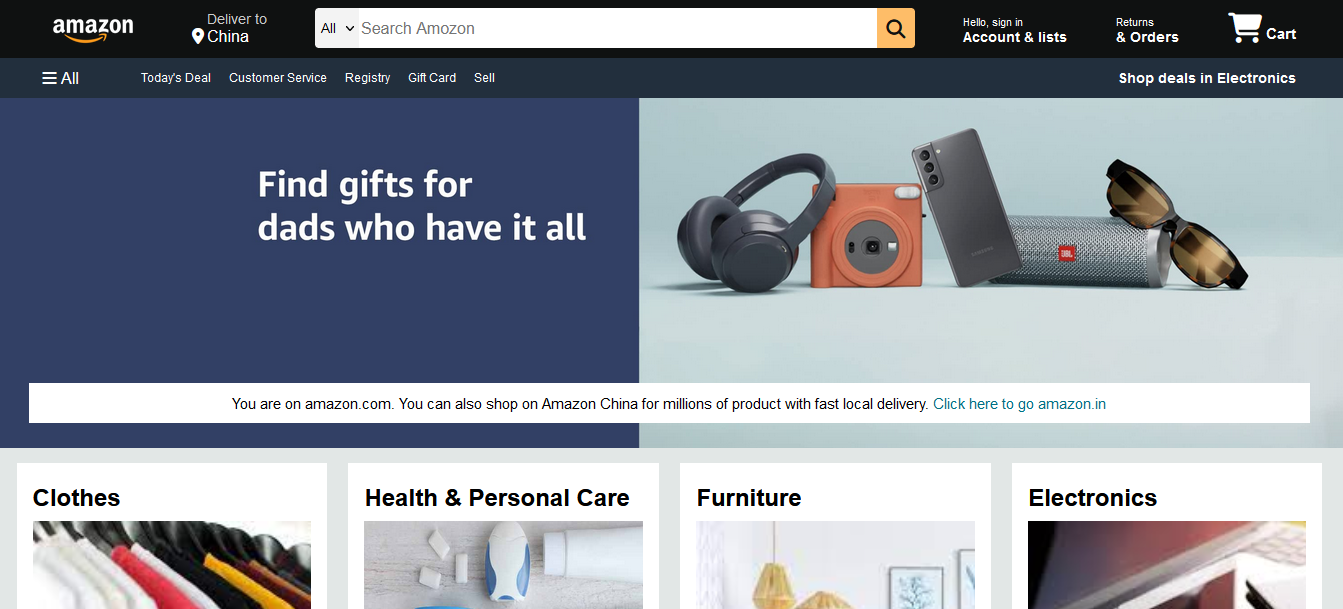 amazon
Deliver to
China
All
Search Amozon
Hello, sign in
Account & lists
Returns
& Orders
Cart
All
Today's Deal
Customer Service
Registry
Gift Card
Sell
Shop deals in Electronics
Find gifts for
dads who have it all
SAMSUNG
JBL
You are on amazon.com. You can also shop on Amazon China for millions of product with fast local delivery. Click here to go amazon.in
Clothes
Health & Personal Care
Furniture
Electronics